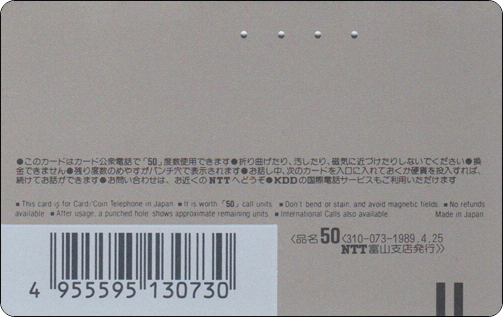 ●このカードはカード公衆電話で「50」度数使用できます●折り曲げたり、汚したり、磁気に近づけたりしないでください●換
金できません●残り度数のめやすがパンチ穴で表示されます●お話し中、次のカードを入口に入れておくか硬貨を投入すれば、
続けてお話ができます●お問い合わせは、お近くのNTTへどうぞ●KDDの国際電話サービスもご利用いただけます
■ This card is for Card/Coin Telephone in Japan ■ It is worth「50」call units ■ Don't bend or stain. and avoid magnetic fields. ■ No refunds
available ■ After usage. a punched hole shows approximate remaining units ■ International Calls also available. Made in Japan
〈品名 50〈310-073-1989.4.25
NTT富山支店発行〉〉
4 955595 130730